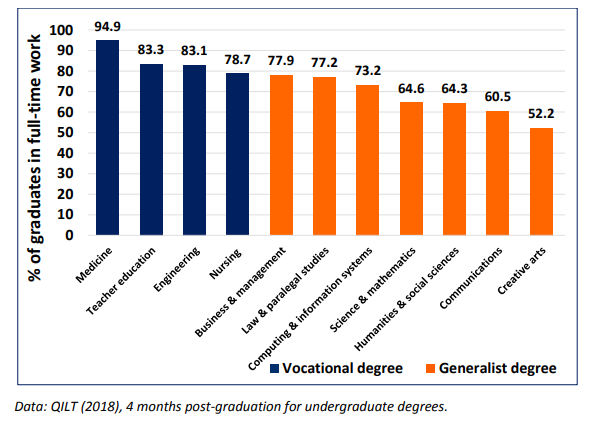 % of graduates in full-time work
100
90
80
70
60
50
40
30
20
10
0
94.9
83.3
83.1
78.7
77.9
77.2
73.2
64.6
64.3
60.5
52.2
Medicine
Teacher education
Engineering
Nursing
Business & management
Law & paralegal studies
Computing & information systems
Science & mathematics
Humanities & social sciences
Communications
Creative arts
Vocational degree
Generalist degree
Data: QILT (2018), 4 months post-graduation for undergraduate degrees.